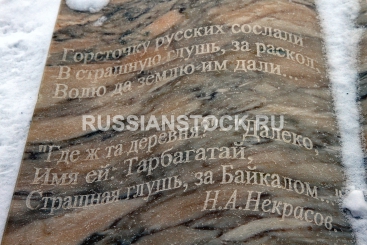 Горсточку русских сослали
В страшную глушь, за раскол,
Волю да землю им дали...
RUSSIANSTOCK.RU
"Где ж та деревня?" - Далеко,
Имя ей: Тарбагатай,
Страшная глушь, за Байкалом..."
Н.А.Некрасов.